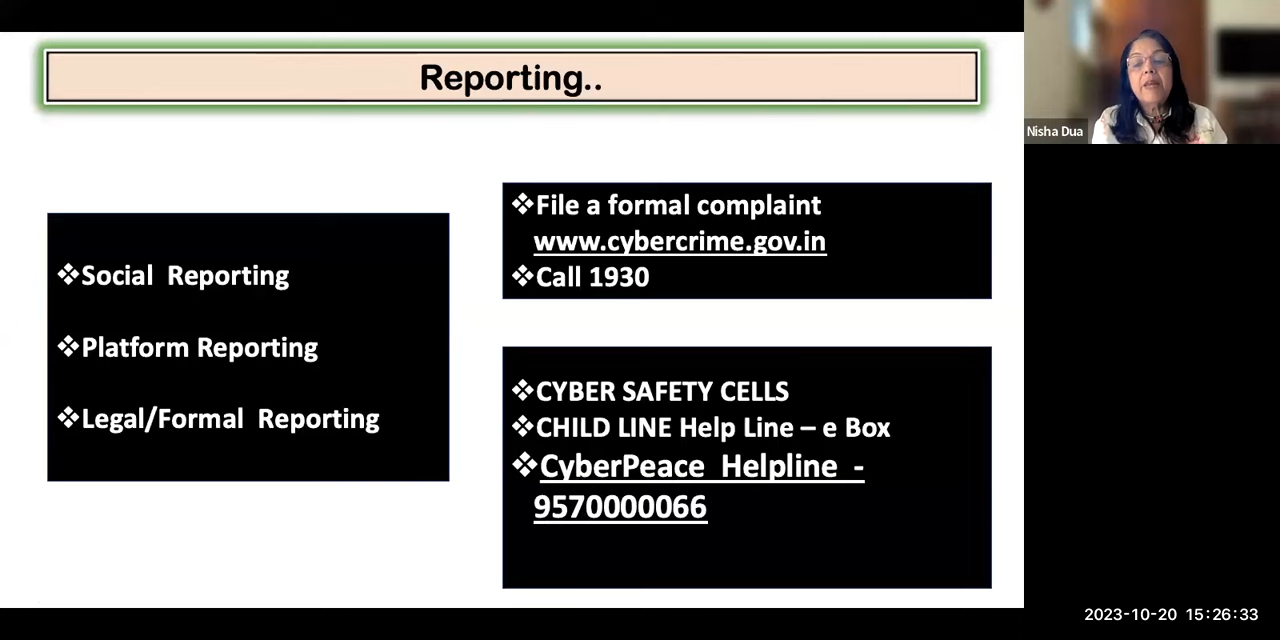 Reporting..
❖Social Reporting
❖Platform Reporting
❖Legal/Formal Reporting
❖File a formal complaint
www.cybercrime.gov.in
❖Call 1930
❖CYBER SAFETY CELLS
❖CHILD LINE Help Line – e Box
❖CyberPeace Helpline -
9570000066
Nisha Dua
2023-10-20 15:26:33